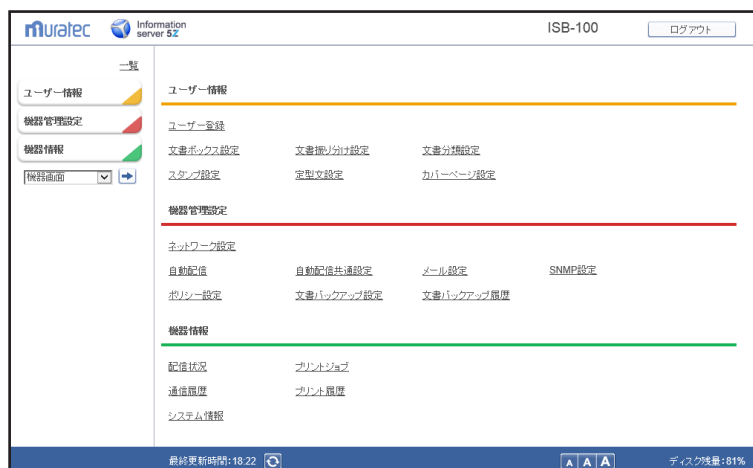 muratec Information server 5Z ISB-100 ログアウト
一覧
ユーザー情報
機器管理設定
機器情報
機器画面
ユーザー情報
ユーザー登録
文書ボックス設定 文書振り分け設定 文書分類設定
スタンプ設定 定型文設定 カバーページ設定
機器管理設定
ネットワーク設定
自動配信 自動配信共通設定 メール設定 SNMP設定
ポリシー設定 文書バックアップ設定 文書バックアップ履歴
機器情報
配信状況 プリントジョブ
通信履歴 プリント履歴
システム情報
最終更新時間:18:22 A A A ディスク残量:81%